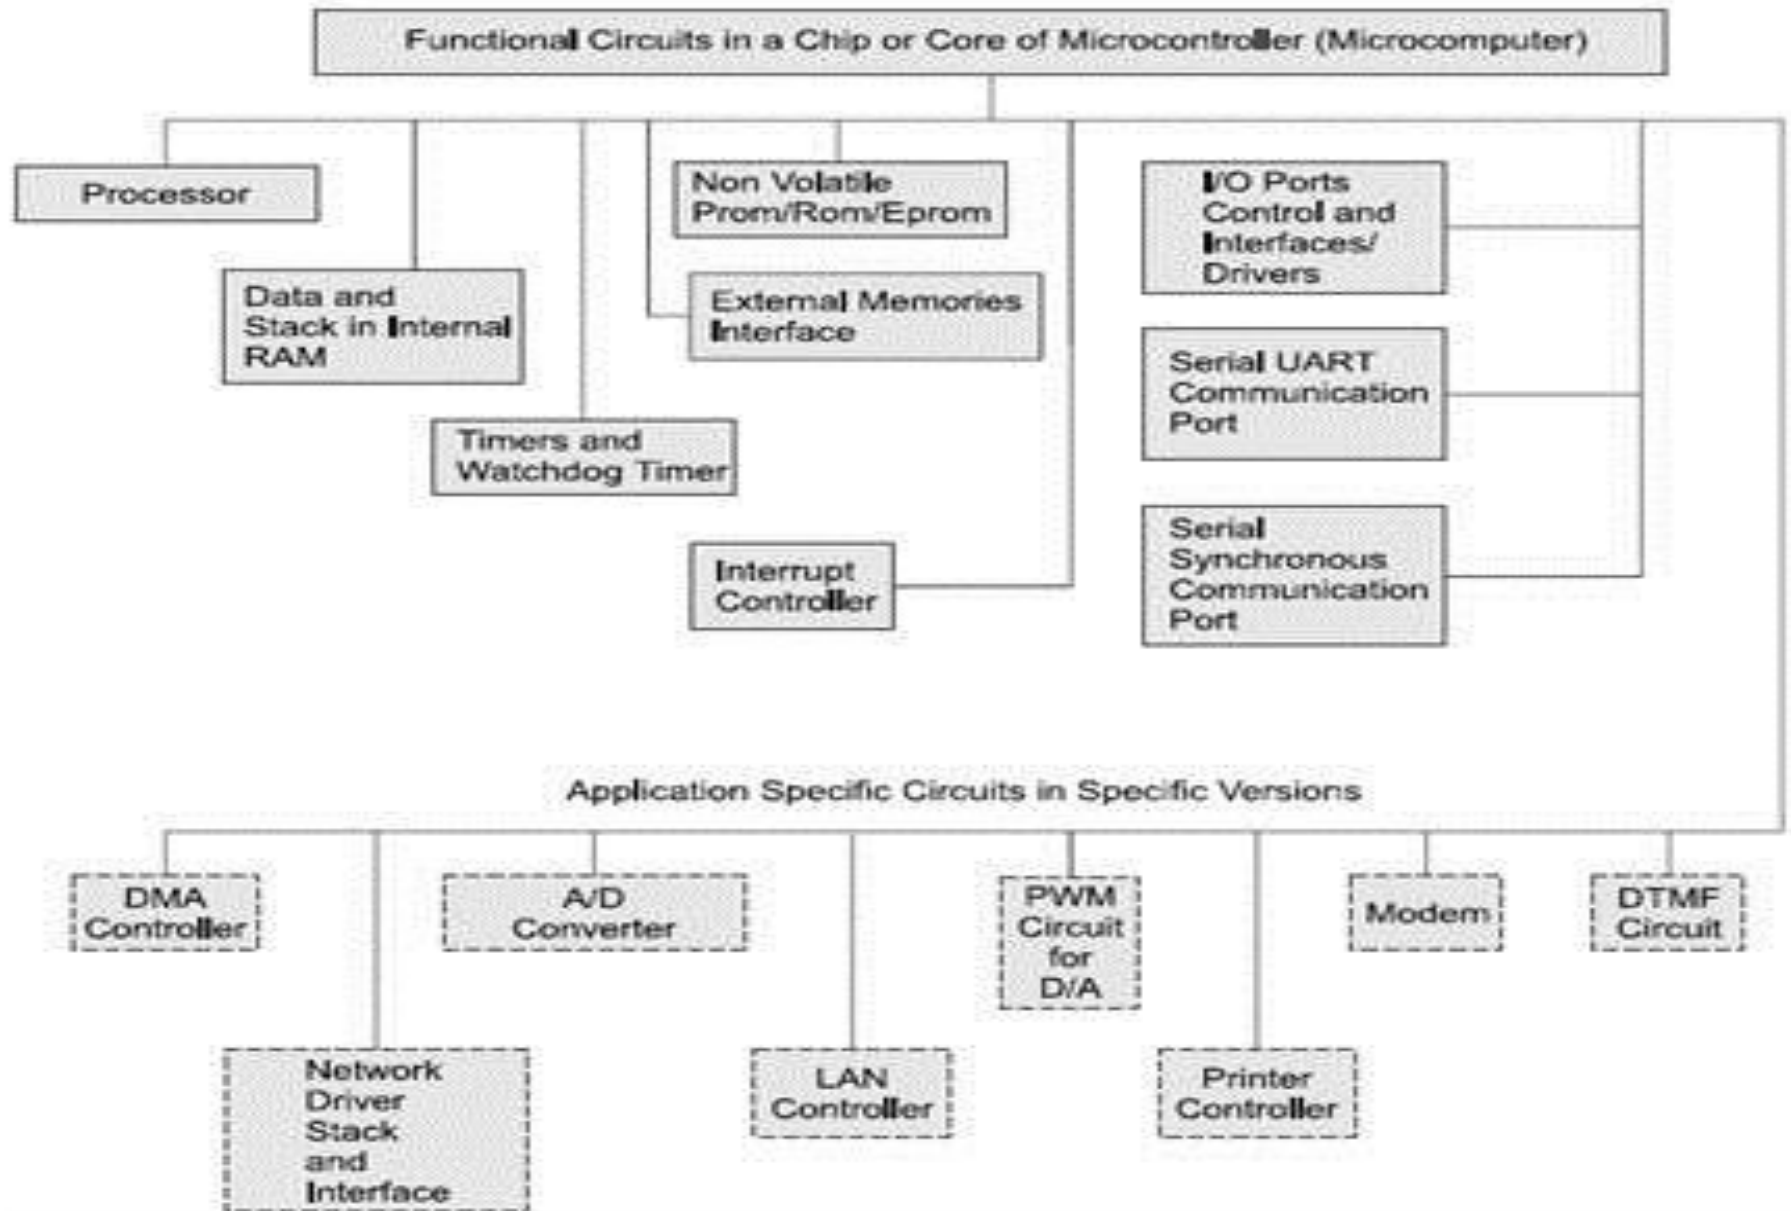 Functional Circuits in a Chip or Core of Microcontroller (Microcomputer)
Processor
Data and
Stack in Internal
RAM
Timers and
Watchdog Timer
Non Volatile
Prom/Rom/Eprom
External Memories
Interface
Interrupt
Controller
I/O Ports
Control and
Interfaces/
Drivers
Serial UART
Communication
Port
Serial
Synchronous
Communication
Port
Application Specific Circuits in Specific Versions
DMA
Controller
Network
Driver
Stack
and
Interface
A/D
Converter
LAN
Controller
PWM
Circuit
for
D/A
Printer
Controller
Modem
DTMF
Circuit